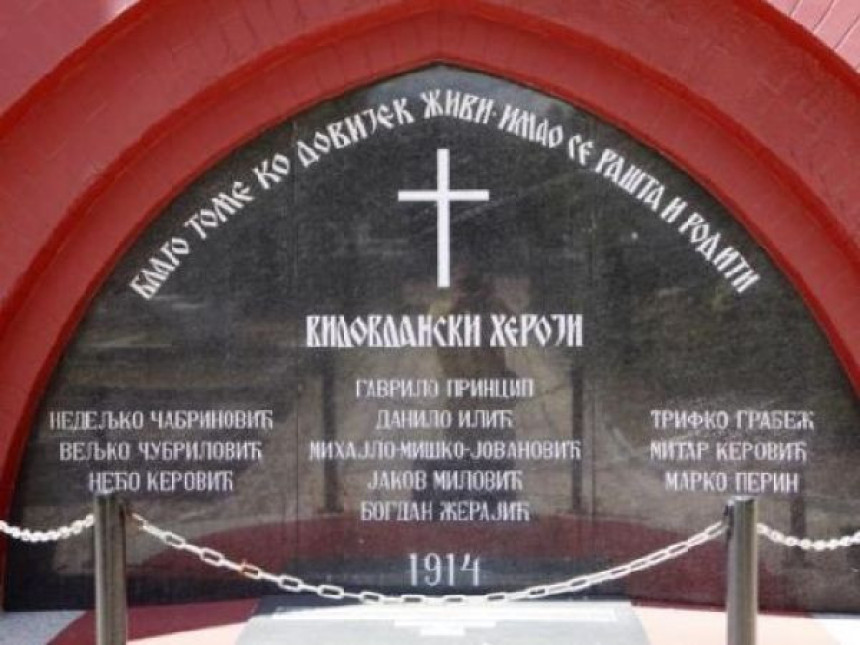 БЛАГО ТОМЕ КО ДОВИЈЕК ЖИВИ · ИМАО СЕ РАШТА И РОДИТИ
ВИДОВДАНСКИ ХЕРОЈИ
ГАВРИЛО ПРИНЦИП
НЕДЕЉКО ЧАБРИНОВИЋ ДАНИЛО ИЛИЋ ТРИФКО ГРАБЕЖ
ВЕЉКО ЧУБРИЛОВИЋ МИХАЈЛО-МИШКО-ЈОВАНОВИЋ МИТАР КЕРОВИЋ
НЕЂО КЕРОВИЋ ЈАКОВ МИЛОВИЋ МАРКО ПЕРИН
БОГДАН ЖЕРАЈИЋ
1914